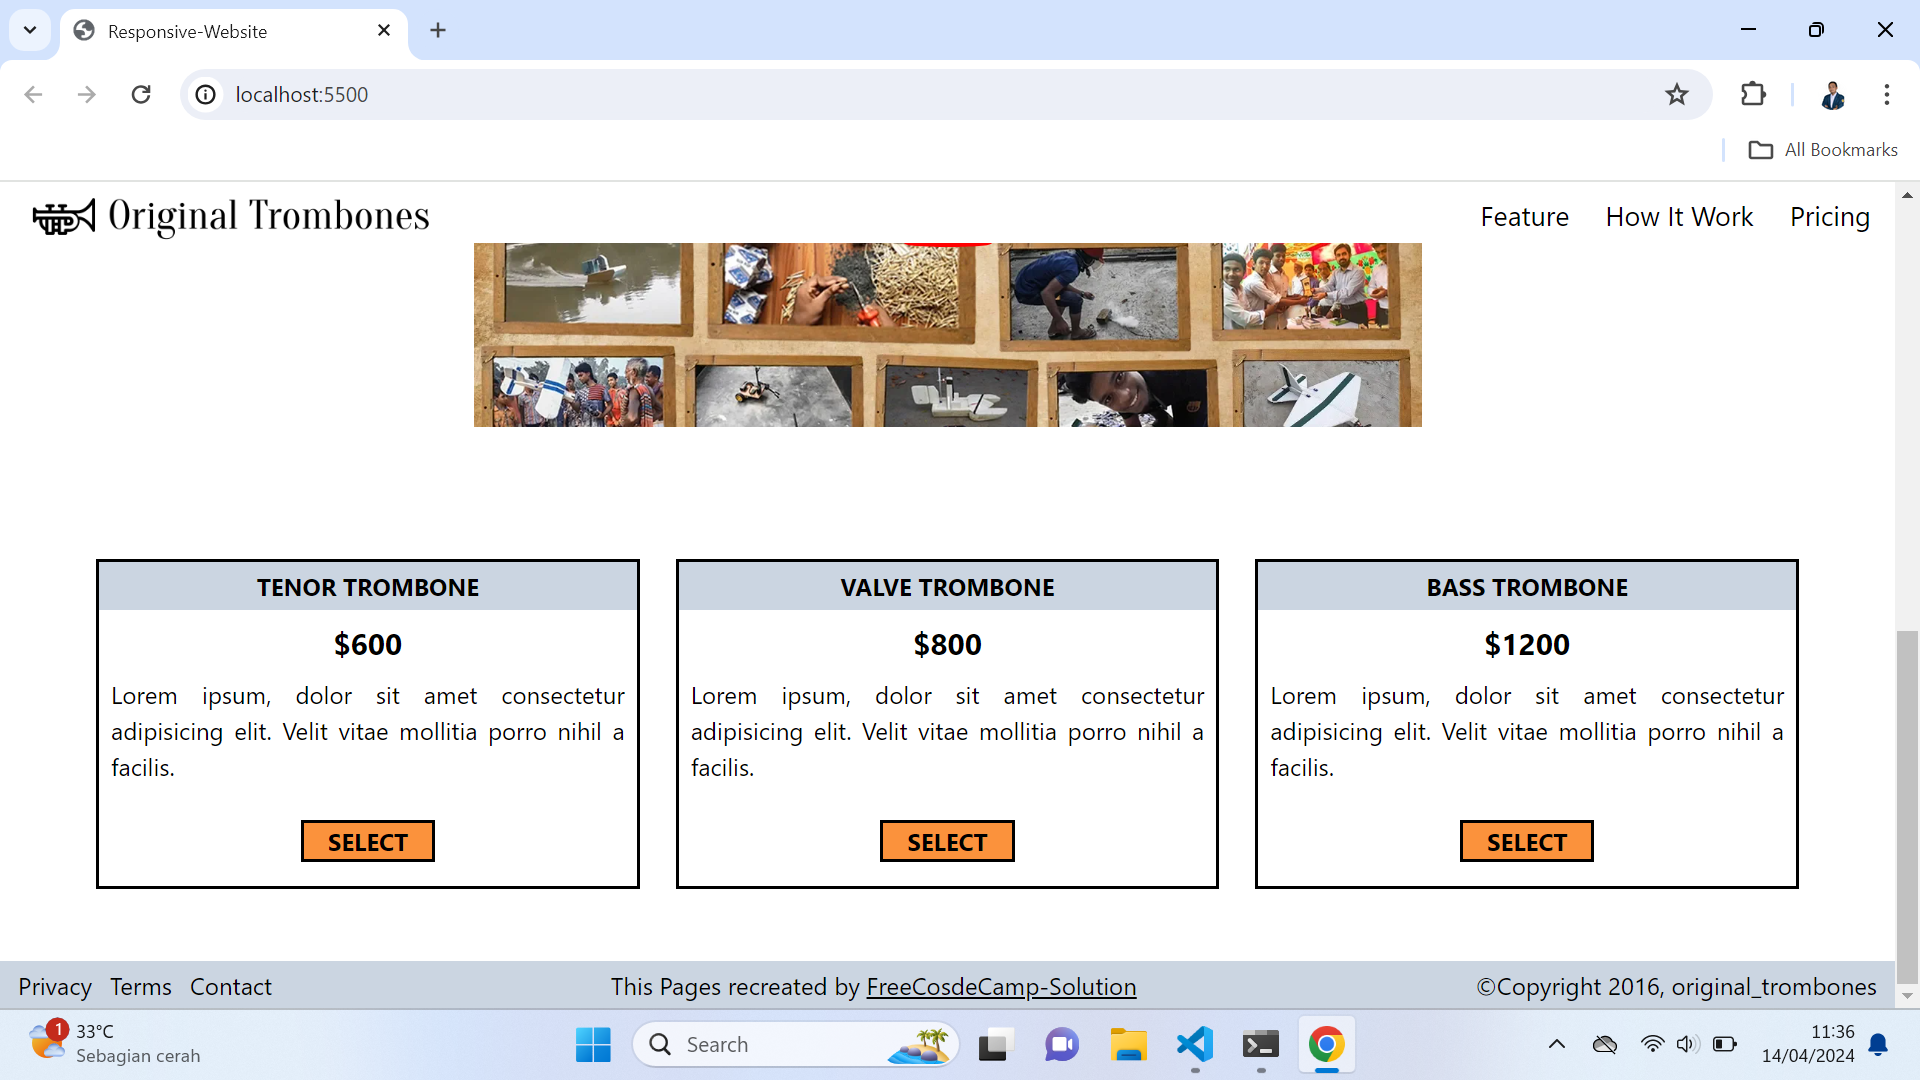 Responsive-Website
localhost:5500
All Bookmarks
Original Trombones
Feature How It Work Pricing
TENOR TROMBONE
$600
Lorem ipsum, dolor sit amet consectetur
adipisicing elit. Velit vitae mollitia porro nihil a
facilis.
SELECT
VALVE TROMBONE
$800
Lorem ipsum, dolor sit amet consectetur
adipisicing elit. Velit vitae mollitia porro nihil a
facilis.
SELECT
BASS TROMBONE
$1200
Lorem ipsum, dolor sit amet consectetur
adipisicing elit. Velit vitae mollitia porro nihil a
facilis.
SELECT
Privacy Terms Contact
This Pages recreated by FreeCosdeCamp-Solution
©Copyright 2016, original_trombones
1
33°C
Sebagian cerah
Search
11:36
14/04/2024